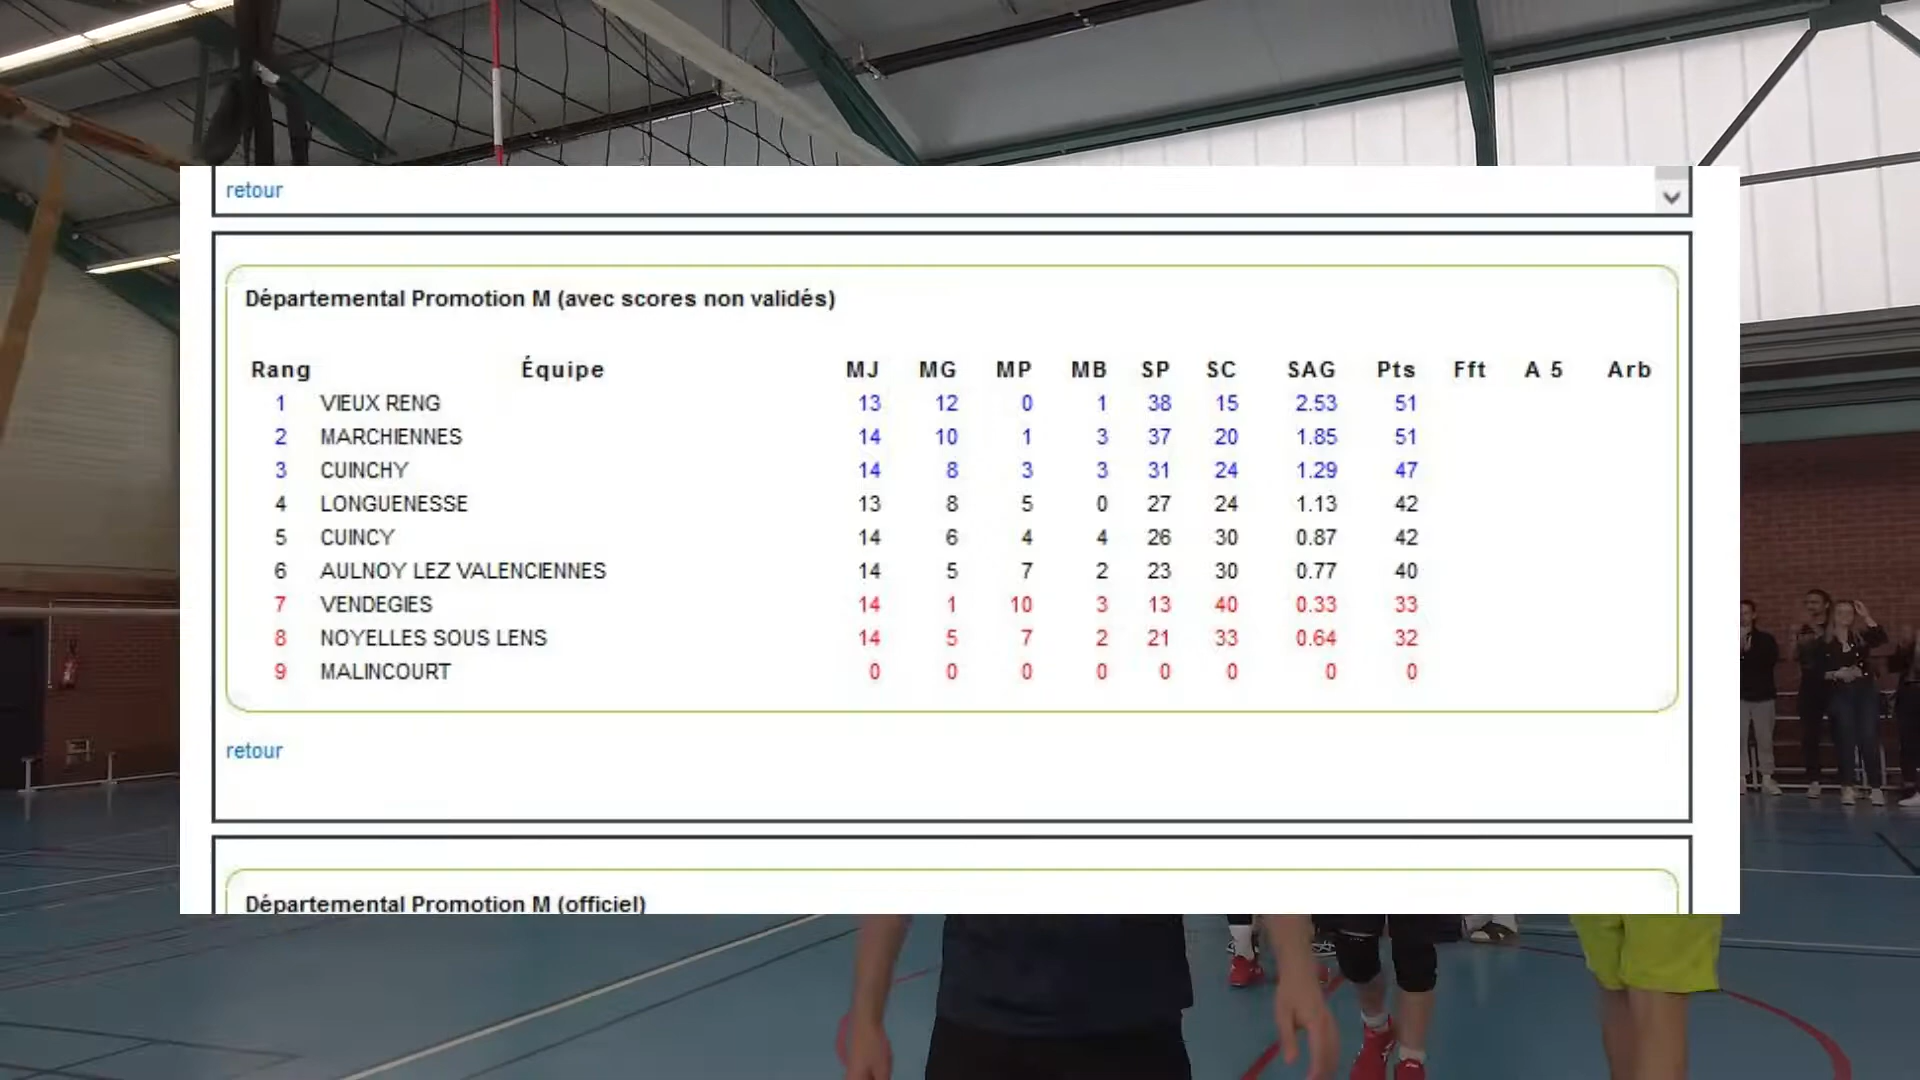 retour
Départemental Promotion M (avec scores non validés)
Rang Équipe MJ MG MP MB SP SC SAG Pts Fft A 5 Arb
1 VIEUX RENG 13 12 0 1 38 15 2.53 51
2 MARCHIENNES 14 10 1 3 37 20 1.85 51
3 CUINCHY 14 8 3 3 31 24 1.29 47
4 LONGUENESSE 13 8 5 0 27 24 1.13 42
5 CUINCY 14 6 4 4 26 30 0.87 42
6 AULNOY LEZ VALENCIENNES 14 5 7 2 23 30 0.77 40
7 VENDEGIES 14 1 10 3 13 40 0.33 33
8 NOYELLES SOUS LENS 14 5 7 2 21 33 0.64 32
9 MALINCOURT 0 0 0 0 0 0 0 0
retour
Départemental Promotion M (officiel)